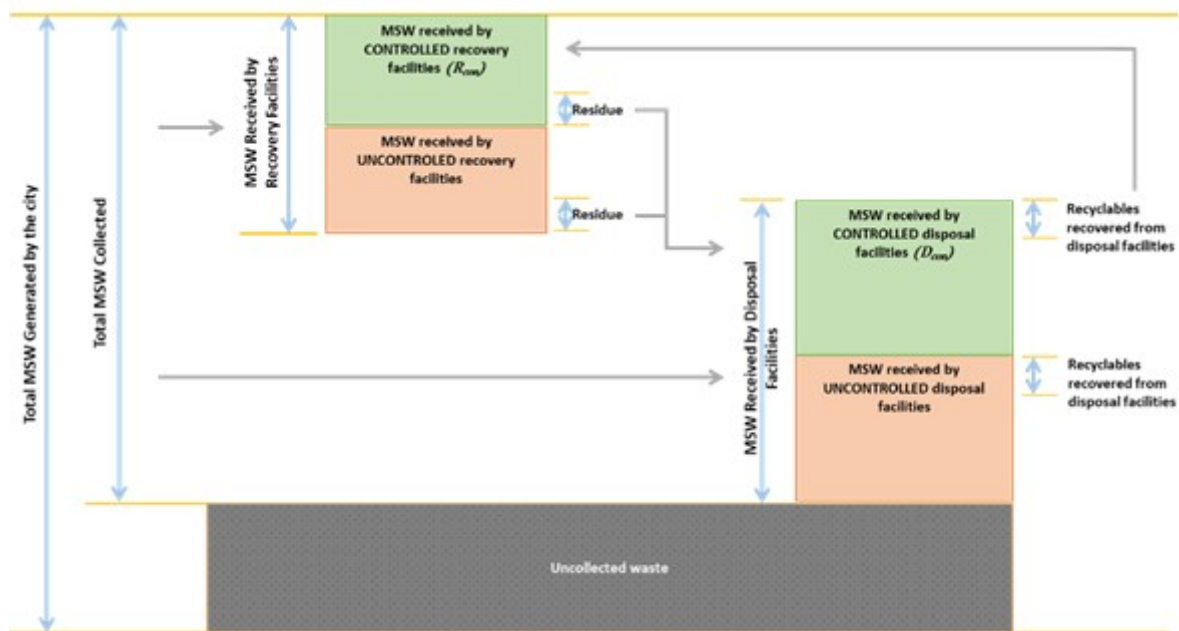 Total MSW Generated by the city
Total MSW Collected
MSW Received by
Recovery Facilities
MSW received by
CONTROLLED recovery
facilities (Rcon)
Residue
MSW received by
UNCONTROLED recovery
facilities
Residue
MSW Received by Disposal
Facilities
MSW received by
CONTROLLED disposal
facilities (Dcon)
Recyclables
recovered from
disposal facilities
MSW received by
UNCONTROLLED disposal
facilities
Recyclables
recovered from
disposal facilities
Uncollected waste